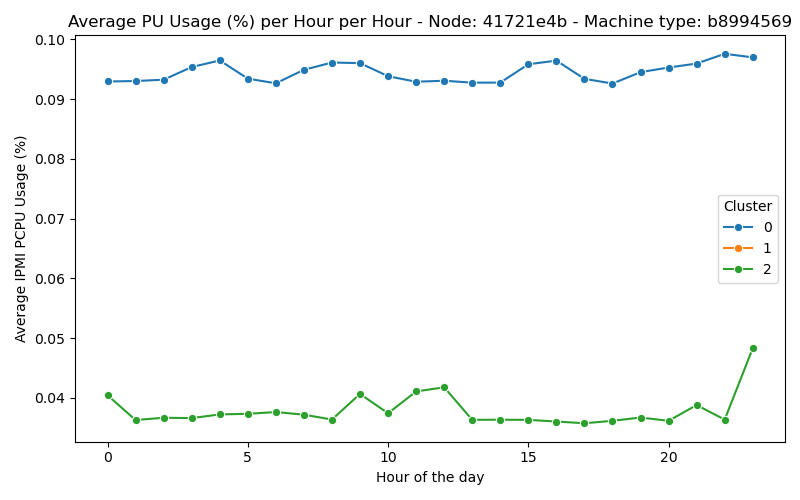 Average PU Usage (%) per Hour per Hour - Node: 41721e4b - Machine type: b8994569
0.10
0.09
0.08
0.07
0.06
0.05
0.04
Average IPMI PCPU Usage (%)
Cluster
0
1
2
0 5 10 15 20
Hour of the day